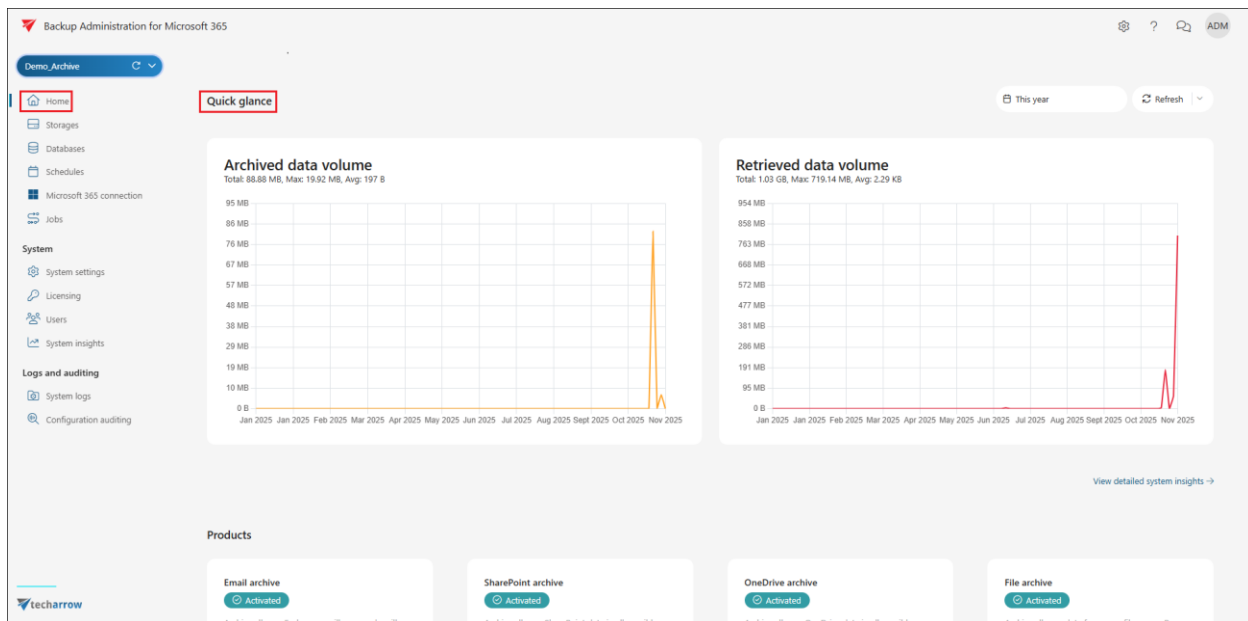 Backup Administration for Microsoft 365
ADM
Demo_Archive
Home
Storages
Databases
Schedules
Microsoft 365 connection
Jobs
System
System settings
Licensing
Users
System insights
Logs and auditing
System logs
Configuration auditing
techarrow
Quick glance
This year
Refresh
Archived data volume
Total: 88.88 MB, Max: 19.92 MB, Avg: 197 B
95 MB
86 MB
76 MB
67 MB
57 MB
48 MB
38 MB
29 MB
19 MB
10 MB
0 B
Jan 2025 Jan 2025 Feb 2025 Mar 2025 Apr 2025 May 2025 Jun 2025 Jul 2025 Aug 2025 Sept 2025 Oct 2025 Nov 2025
Retrieved data volume
Total: 1.03 GB, Max: 719.14 MB, Avg: 2.29 KB
954 MB
858 MB
763 MB
668 MB
572 MB
477 MB
381 MB
286 MB
191 MB
95 MB
0 B
Jan 2025 Jan 2025 Feb 2025 Mar 2025 Apr 2025 May 2025 Jun 2025 Jul 2025 Aug 2025 Sept 2025 Oct 2025 Nov 2025
View detailed system insights
Products
Email archive
Activated
SharePoint archive
Activated
OneDrive archive
Activated
File archive
Activated